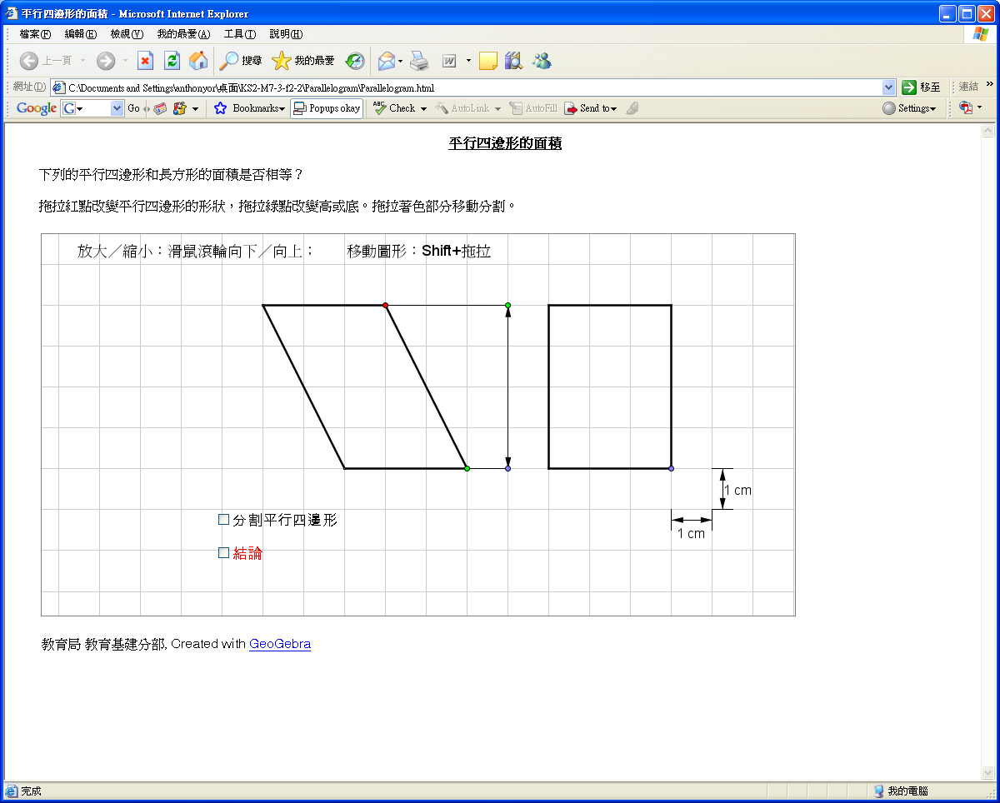 平行四邊形的面積 - Microsoft Internet Explorer
檔案(F) 編輯(E) 檢視(V) 我的最愛(A) 工具(T) 說明(H)
上一頁 搜尋 我的最愛
網址(D) C:\Documents and Settings\anthonyor\桌面\KS2-M7-3-f2-2\Parallelogram\Parallelogram.html 移至 連結 »
Google G Go Bookmarks Popups okay ABC Check AutoLink AutoFill Send to Settings
平行四邊形的面積
下列的平行四邊形和長方形的面積是否相等？
拖拉紅點改變平行四邊形的形狀，拖拉綠點改變高或底。拖拉著色部分移動分割。
放大／縮小：滑鼠滾輪向下／向上； 移動圖形：Shift+拖拉
1 cm
分割平行四邊形
1 cm
結論
教育局 教育基建分部, Created with GeoGebra
完成 我的電腦